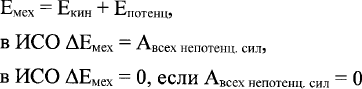 Eмех = Eкин + Eпотенц,
в ИСО ΔEмех = Aвсех непотенц. сил,
в ИСО ΔEмех = 0, если Aвсех непотенц. сил = 0